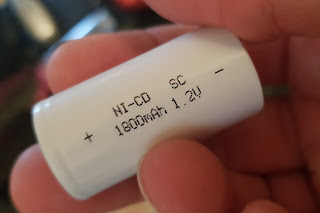 NI-CD SC
+ 1800mAh 1.2V −